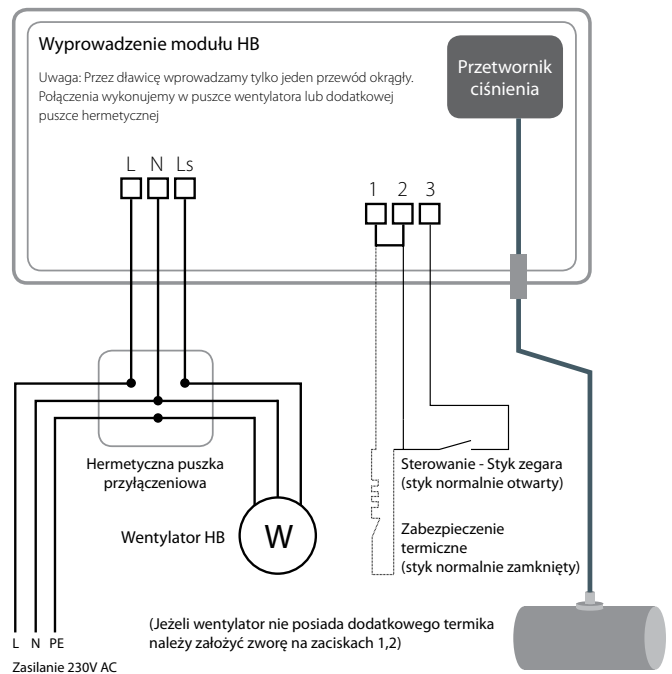 Wyprowadzenie modułu HB
Uwaga: Przez dławicę wprowadzamy tylko jeden przewód okrągły.
Połączenia wykonujemy w puszce wentylatora lub dodatkowej
puszce hermetycznej
Przetwornik
ciśnienia
L N Ls
1 2 3
Hermetyczna puszka
przyłączeniowa
Wentylator HB
W
Sterowanie - Styk zegara
(styk normalnie otwarty)
Zabezpieczenie
termiczne
(styk normalnie zamknięty)
(Jeżeli wentylator nie posiada dodatkowego termika
należy założyć zworę na zaciskach 1,2)
L N PE
Zasilanie 230V AC